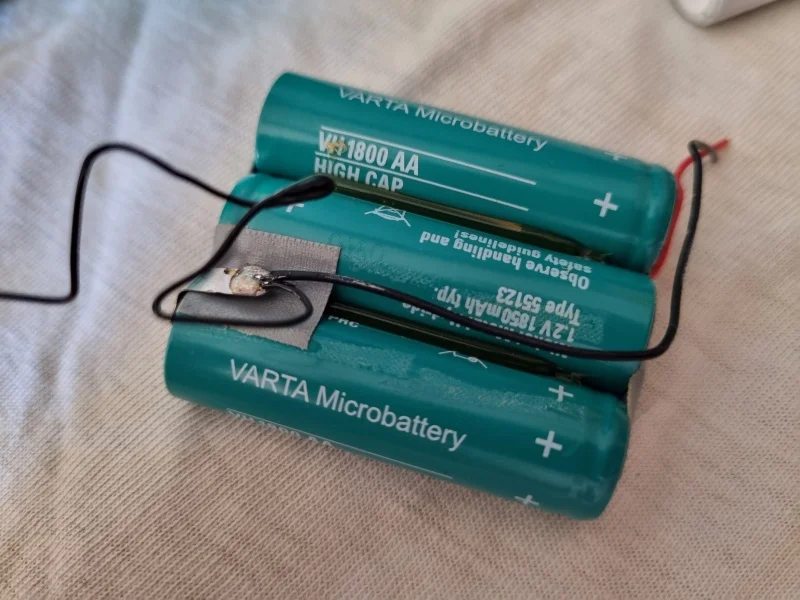 VARTA Microbattery
VH 1800 AA
HIGH CAP
+
+
Observe handling and
safety guidelines!
1.2V 1850mAh typ.
Type 55123
VARTA Microbattery
+
+
+